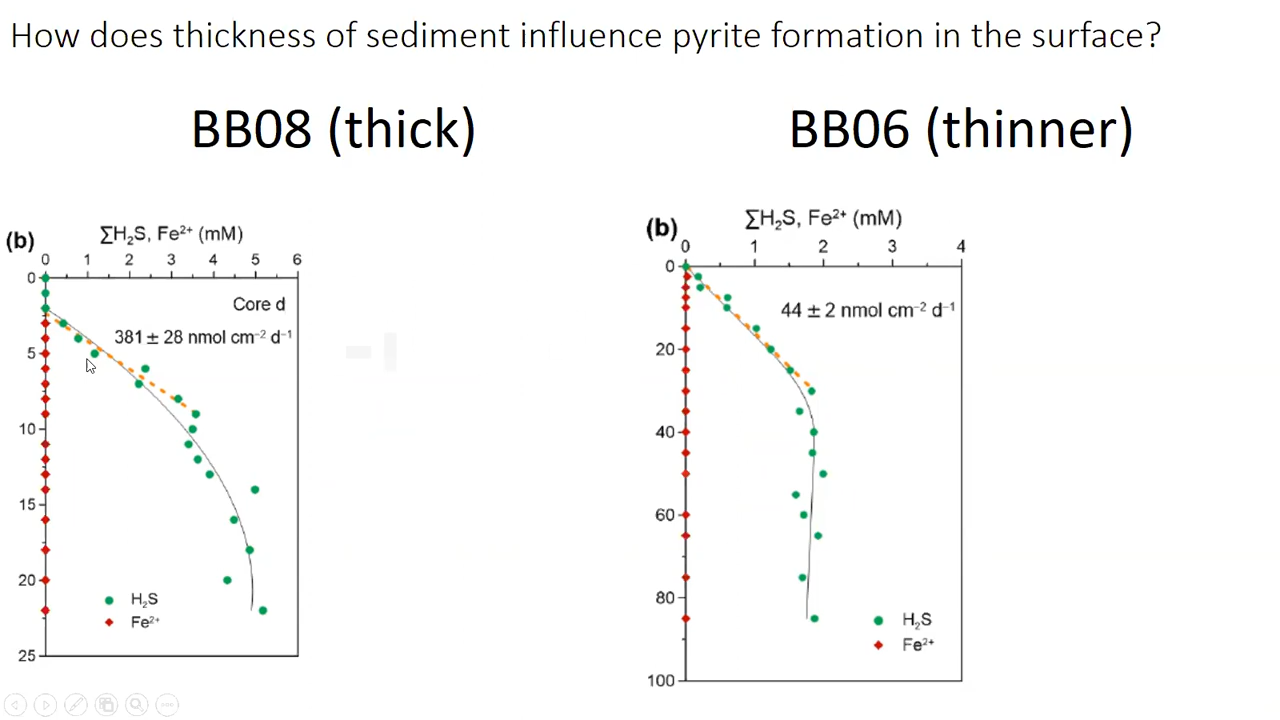 How does thickness of sediment influence pyrite formation in the surface?
BB08 (thick)
BB06 (thinner)
(b)
∑H₂S, Fe²⁺ (mM)
0 1 2 3 4 5 6
0
5
10
15
20
25
Core d
381 ± 28 nmol cm⁻² d⁻¹
H₂S
Fe²⁺
(b)
∑H₂S, Fe²⁺ (mM)
0 1 2 3 4
0
20
40
60
80
100
44 ± 2 nmol cm⁻² d⁻¹
H₂S
Fe²⁺